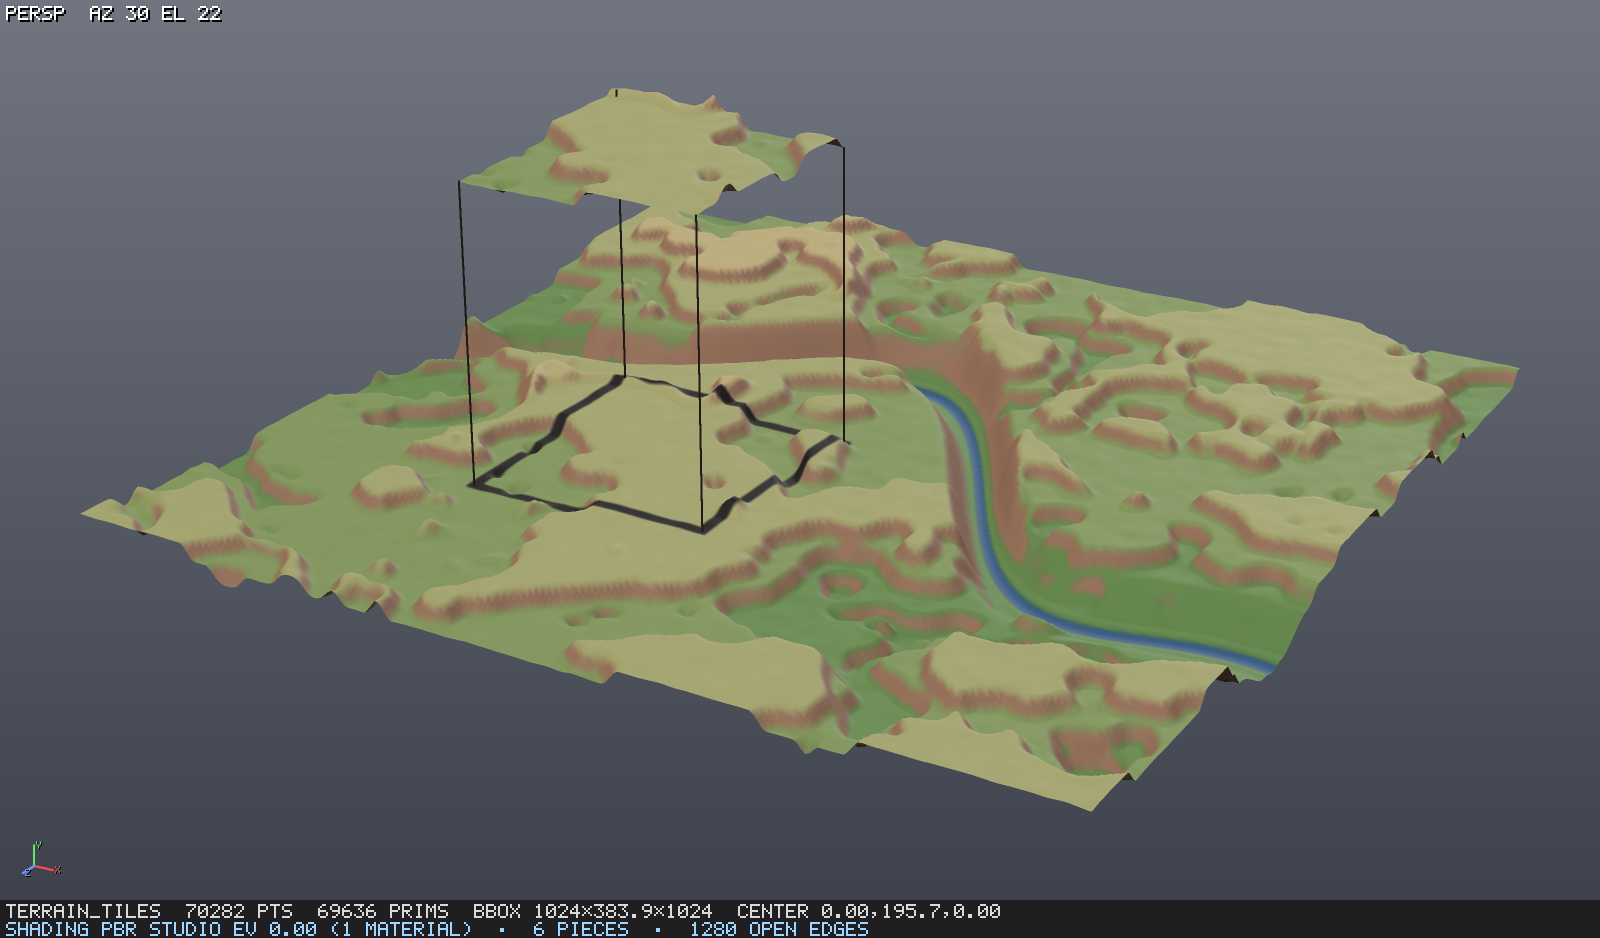 PERSP  AZ 30 EL 22
Y
X
Z
TERRAIN_TILES  70282 PTS  69636 PRIMS  BBOX 1024×383.9×1024  CENTER 0.00,195.7,0.00
SHADING PBR STUDIO EV 0.00 (1 MATERIAL)  ·  6 PIECES  ·  1280 OPEN EDGES